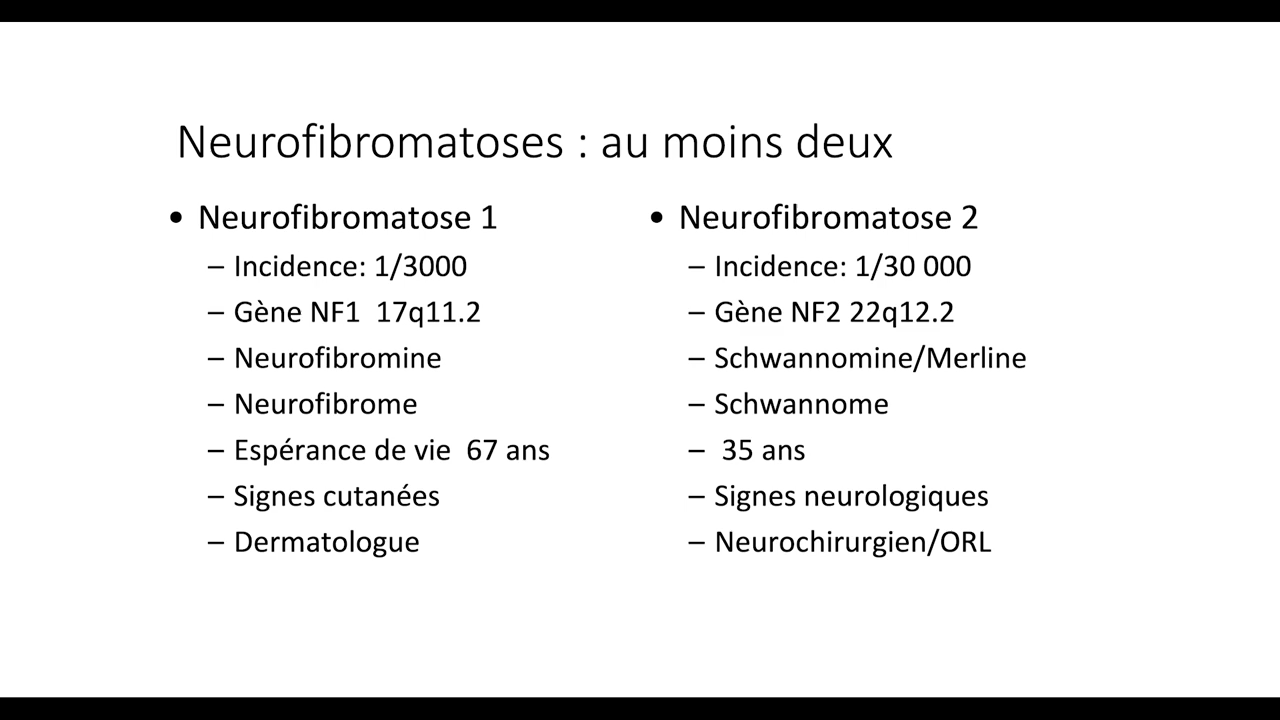 Neurofibromatoses : au moins deux
• Neurofibromatose 1
– Incidence: 1/3000
– Gène NF1  17q11.2
– Neurofibromine
– Neurofibrome
– Espérance de vie  67 ans
– Signes cutanées
– Dermatologue
• Neurofibromatose 2
– Incidence: 1/30 000
– Gène NF2 22q12.2
– Schwannomine/Merline
– Schwannome
–  35 ans
– Signes neurologiques
– Neurochirurgien/ORL